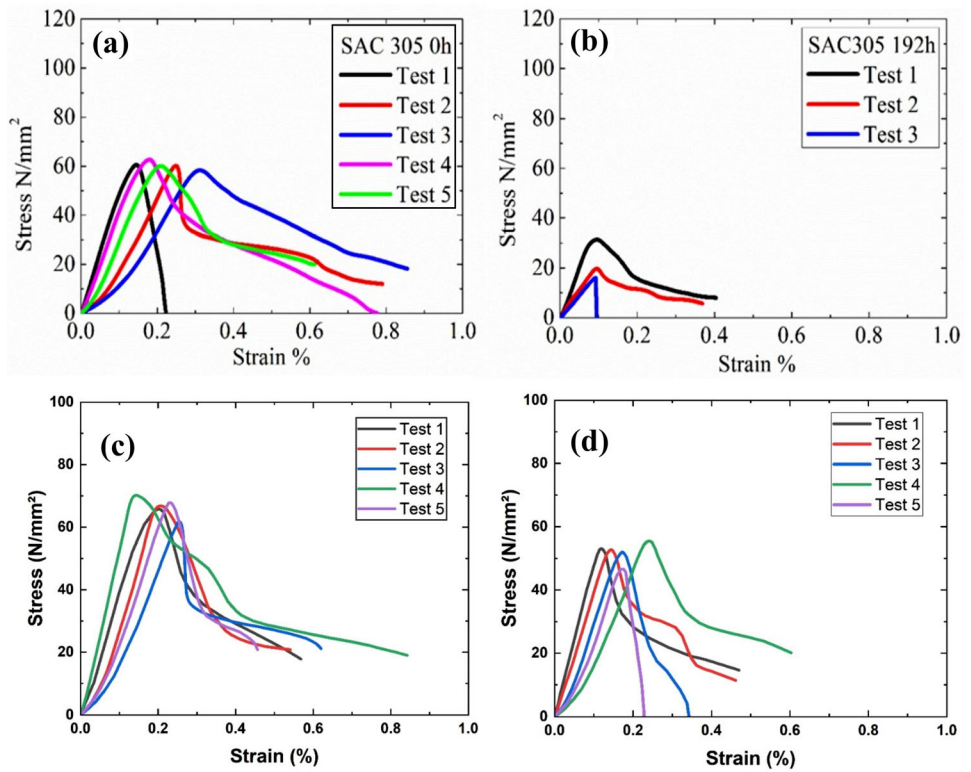 (a)
SAC 305 0h
Test 1
Test 2
Test 3
Test 4
Test 5
120
100
80
60
40
20
0
0.0 0.2 0.4 0.6 0.8 1.0
Stress N/mm²
Strain %
(b)
SAC305 192h
Test 1
Test 2
Test 3
120
100
80
60
40
20
0
0.0 0.2 0.4 0.6 0.8 1.0
Stress N/mm²
Strain %
(c)
Test 1
Test 2
Test 3
Test 4
Test 5
100
80
60
40
20
0
0.0 0.2 0.4 0.6 0.8 1.0
Stress (N/mm²)
Strain (%)
(d)
Test 1
Test 2
Test 3
Test 4
Test 5
100
80
60
40
20
0
0.0 0.2 0.4 0.6 0.8 1.0
Stress (N/mm²)
Strain (%)